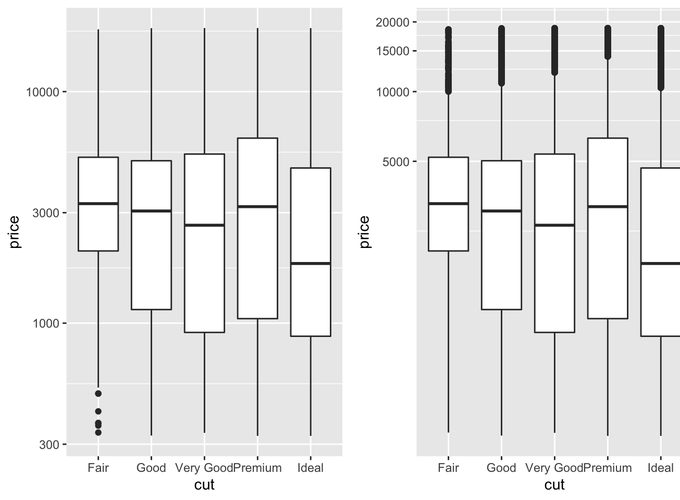 10000
3000
1000
300
price
Fair Good Very Good Premium Ideal
cut
20000
15000
10000
5000
price
Fair Good Very Good Premium Ideal
cut